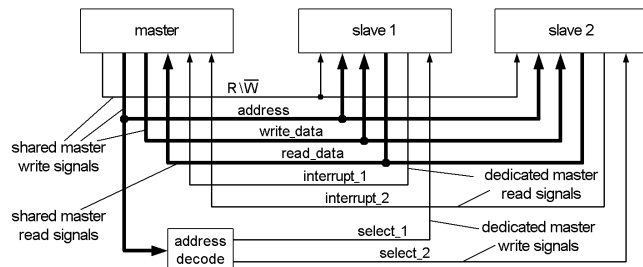 master
slave 1
slave 2
R\W̅
address
write_data
read_data
shared master
write signals
interrupt_1
interrupt_2
dedicated master
read signals
shared master
read signals
select_1
select_2
dedicated master
write signals
address
decode